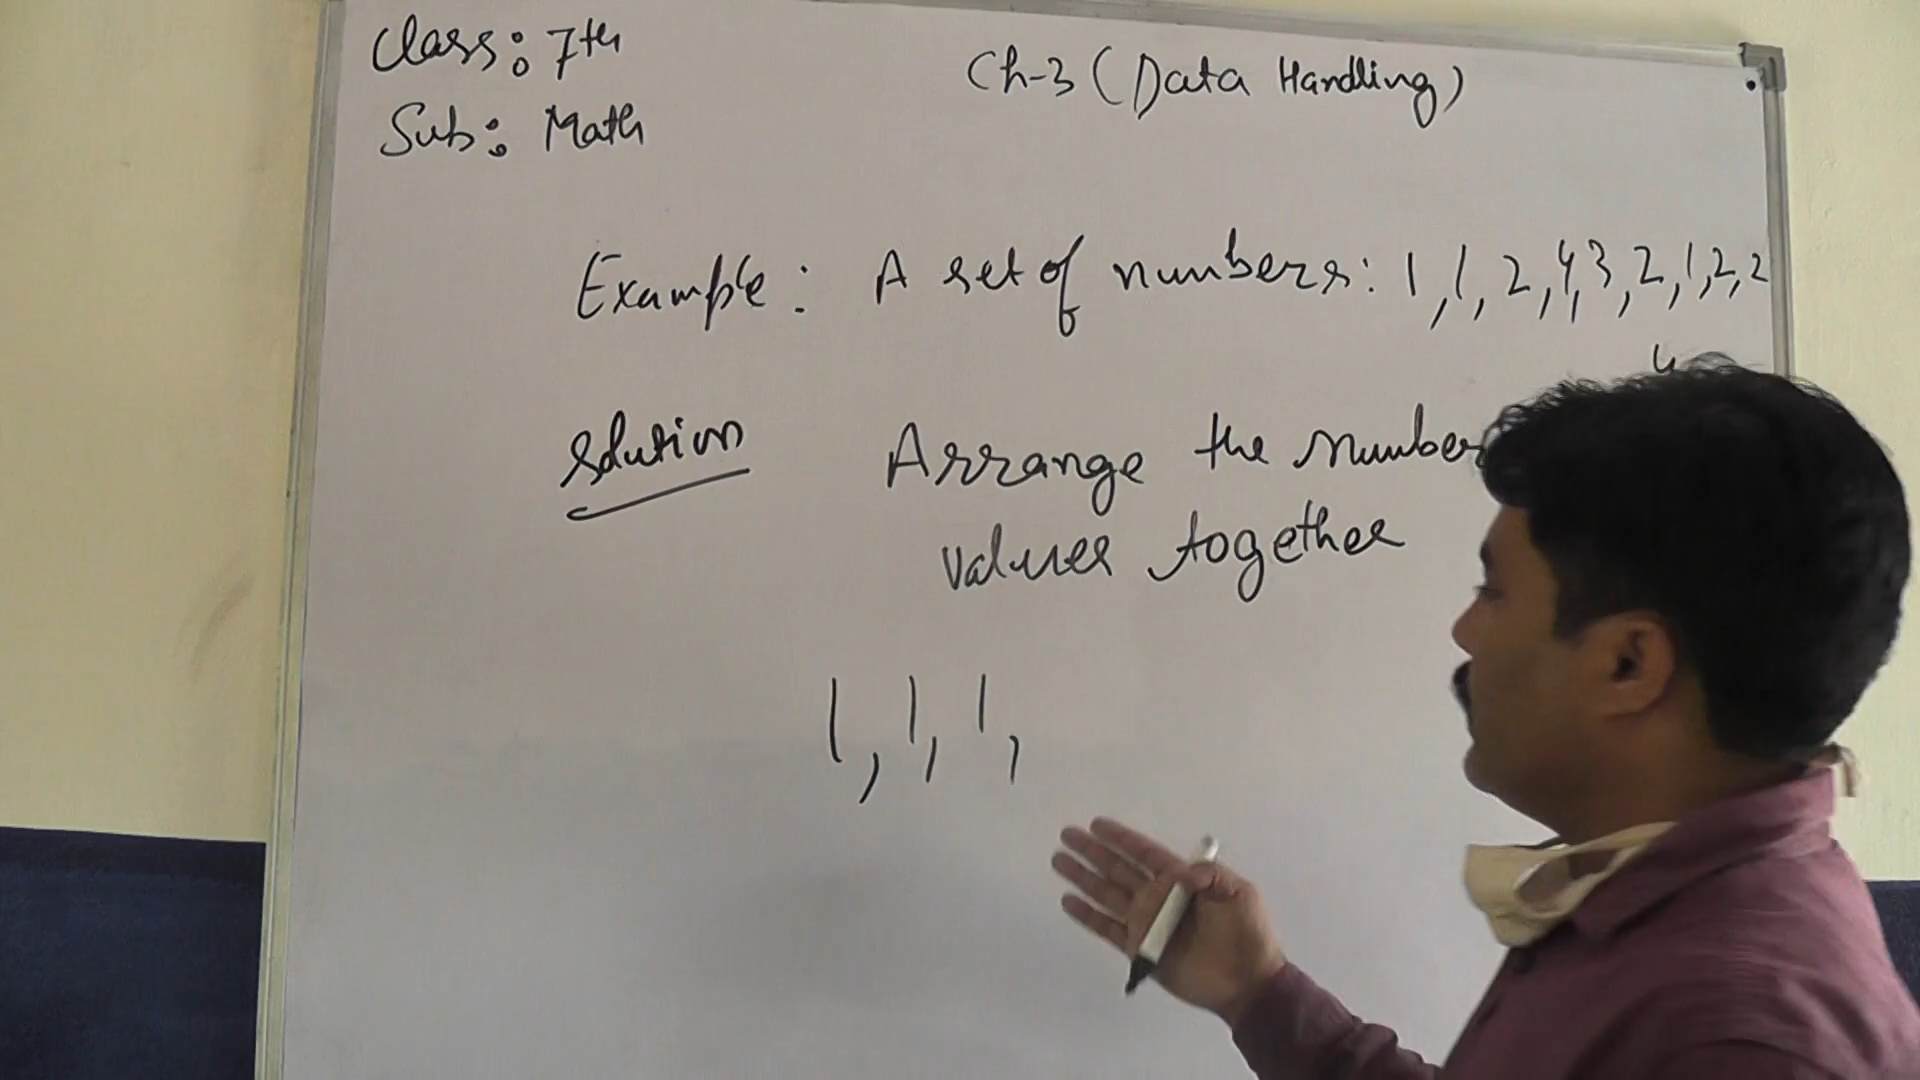 Class: 7th
Sub: Math
Ch-3 (Data Handling)
Example: A set of numbers: 1, 1, 2, 4, 3, 2, 1, 2, 2
4
Solution
Arrange the number
values together
1, 1, 1,